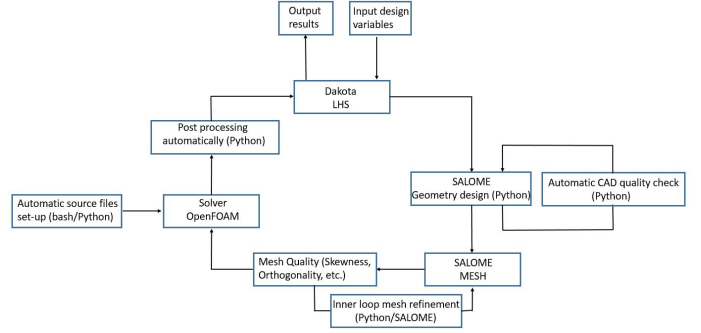 Output
results
Input design
variables
Dakota
LHS
Post processing
automatically (Python)
SALOME
Geometry design (Python)
Automatic CAD quality check
(Python)
Automatic source files
set-up (bash/Python)
Solver
OpenFOAM
Mesh Quality (Skewness,
Orthogonality, etc.)
SALOME
MESH
Inner loop mesh refinement
(Python/SALOME)